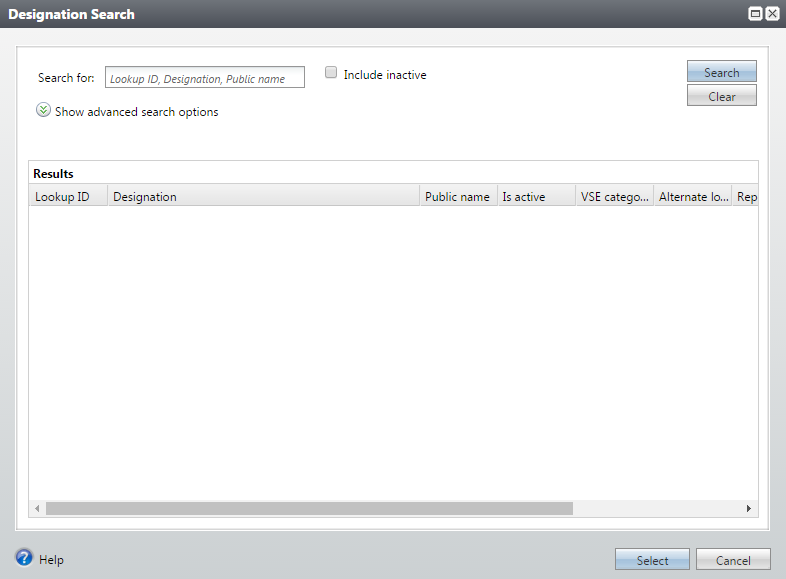 Designation Search
Search for: Lookup ID, Designation, Public name Include inactive Search
Clear
Show advanced search options
Results
Lookup ID Designation Public name Is active VSE catego... Alternate lo... Rep
Help Select Cancel